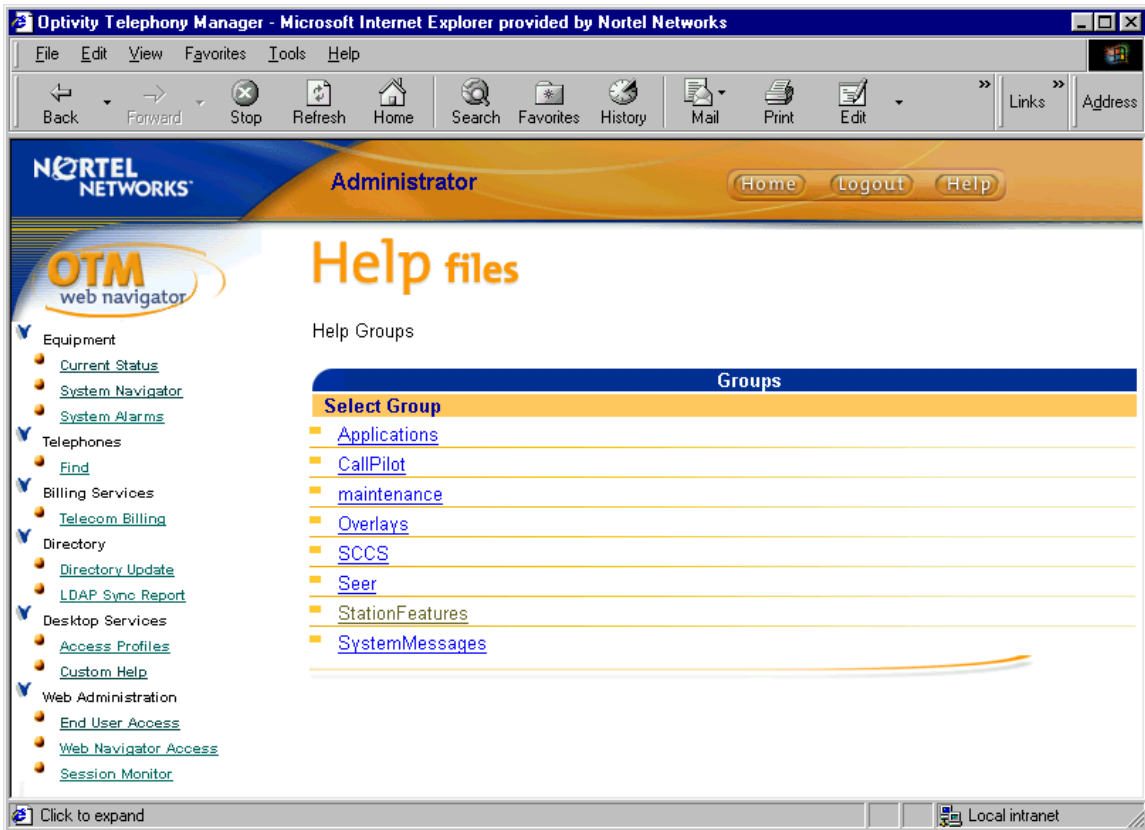 Optivity Telephony Manager - Microsoft Internet Explorer provided by Nortel Networks
File Edit View Favorites Tools Help
Back Forward Stop Refresh Home Search Favorites History Mail Print Edit » Links » Address
NORTEL
NETWORKS
Administrator
Home Logout Help
OTM
web navigator
Equipment
Current Status
System Navigator
System Alarms
Telephones
Find
Billing Services
Telecom Billing
Directory
Directory Update
LDAP Sync Report
Desktop Services
Access Profiles
Custom Help
Web Administration
End User Access
Web Navigator Access
Session Monitor
Help files
Help Groups
Groups
Select Group
Applications
CallPilot
maintenance
Overlays
SCCS
Seer
StationFeatures
SystemMessages
Click to expand
Local intranet